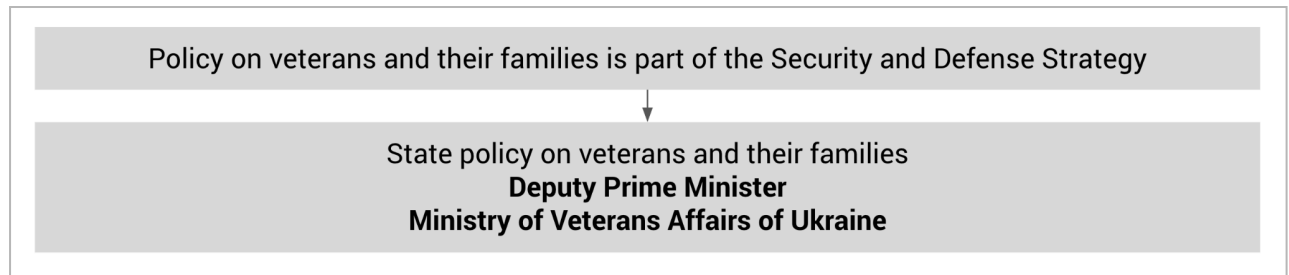 Policy on veterans and their families is part of the Security and Defense Strategy
State policy on veterans and their families
Deputy Prime Minister
Ministry of Veterans Affairs of Ukraine